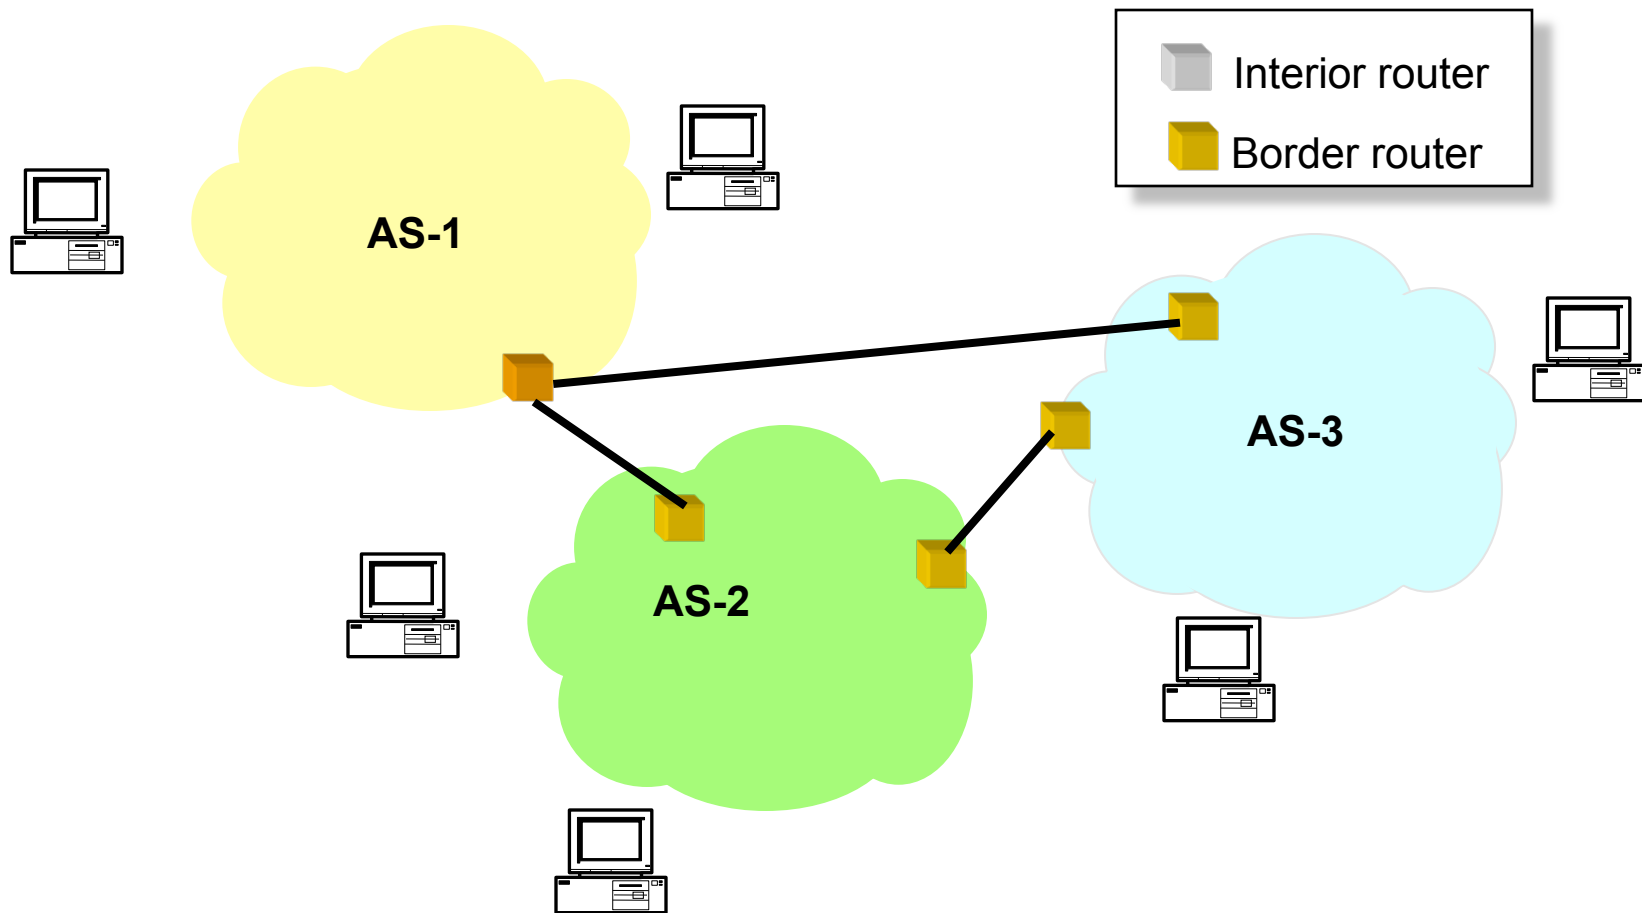 Interior router
Border router
AS-1
AS-3
AS-2